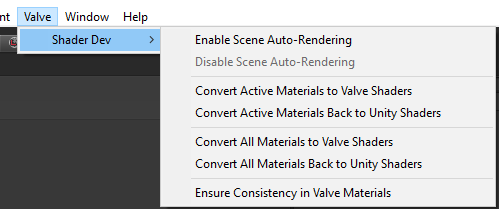 nt Valve Window Help
Shader Dev
Enable Scene Auto-Rendering
Disable Scene Auto-Rendering
Convert Active Materials to Valve Shaders
Convert Active Materials Back to Unity Shaders
Convert All Materials to Valve Shaders
Convert All Materials Back to Unity Shaders
Ensure Consistency in Valve Materials